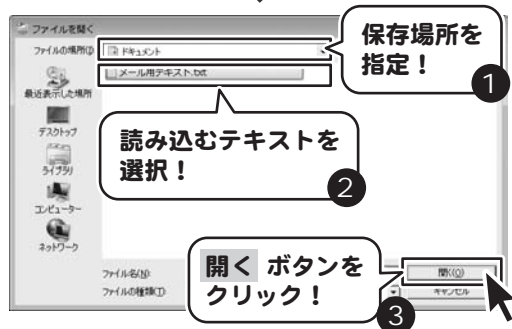 ファイルを開く
ファイルの場所(I):
ドキュメント
保存場所を
指定！
1
メール用テキスト.txt
最近表示した場所
デスクトップ
読み込むテキストを
選択！
2
ライブラリ
コンピューター
ネットワーク
開く ボタンを
クリック！
3
ファイル名(N):
開く(O)
ファイルの種類(T):
キャンセル